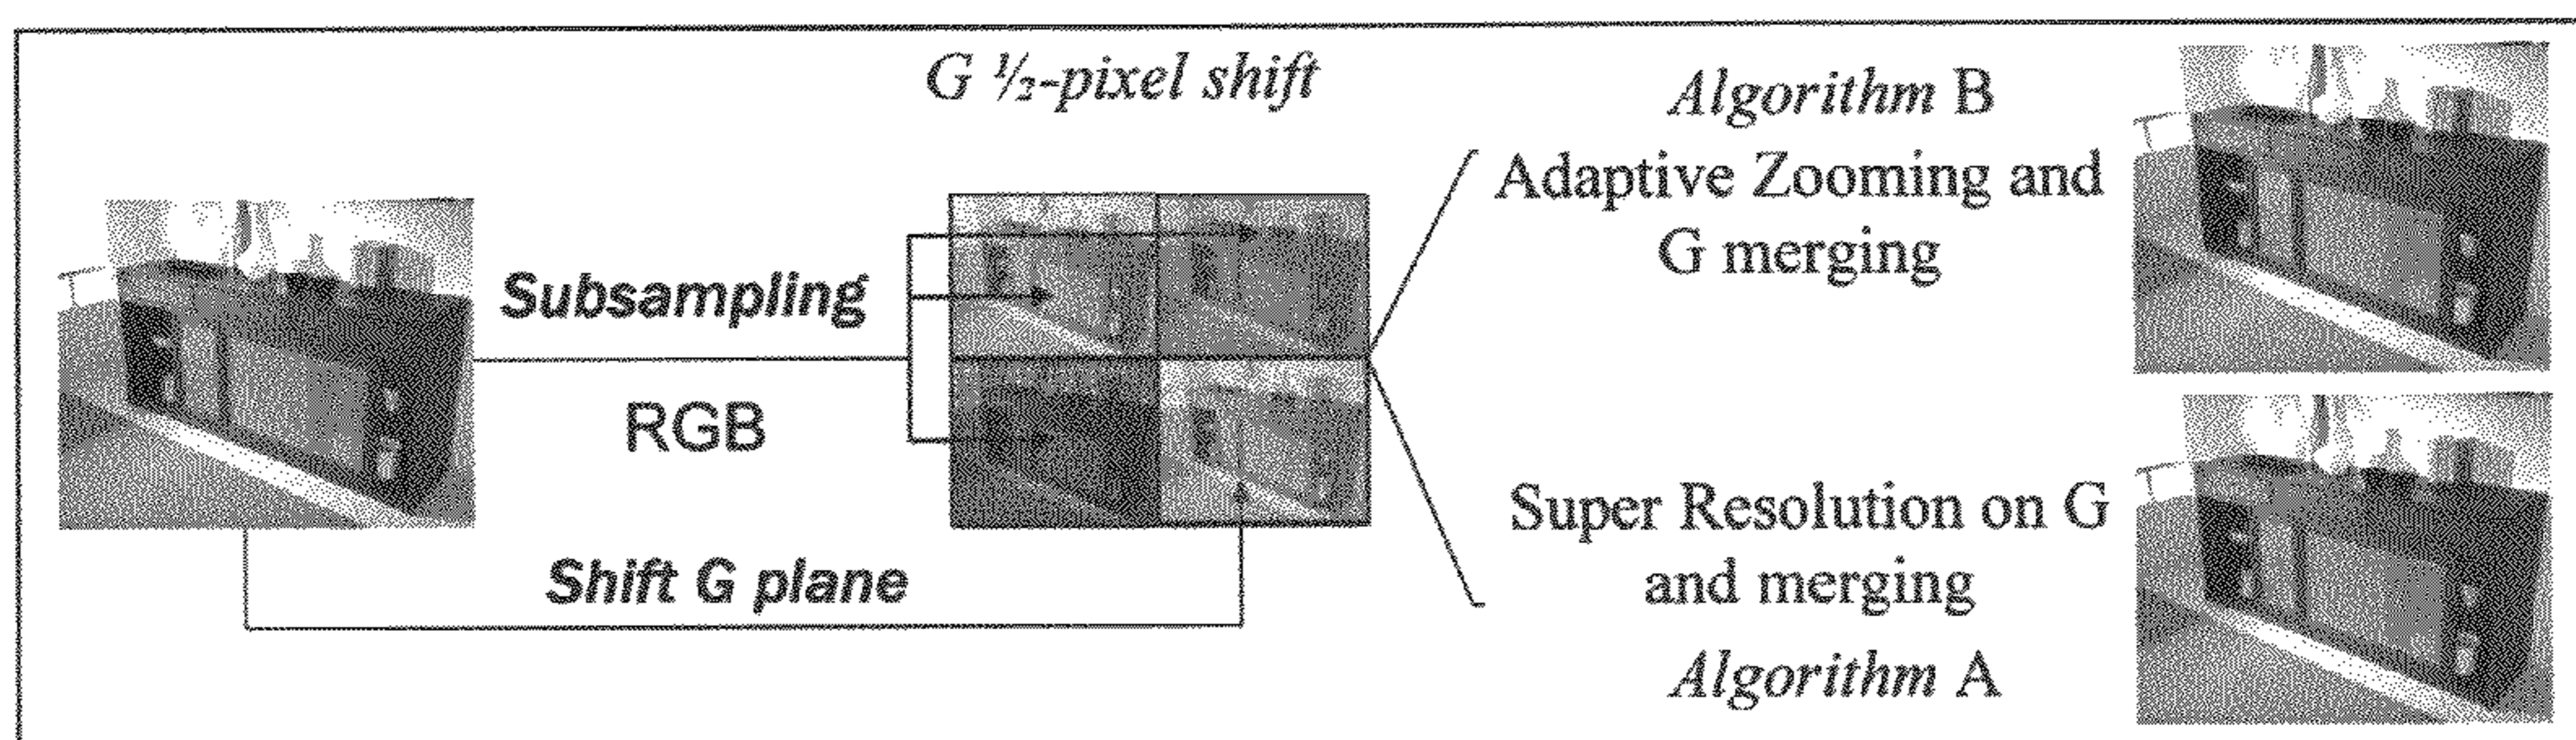 G ½-pixel shift
Subsampling
RGB
Shift G plane
Algorithm B
Adaptive Zooming and
G merging
Super Resolution on G
and merging
Algorithm A